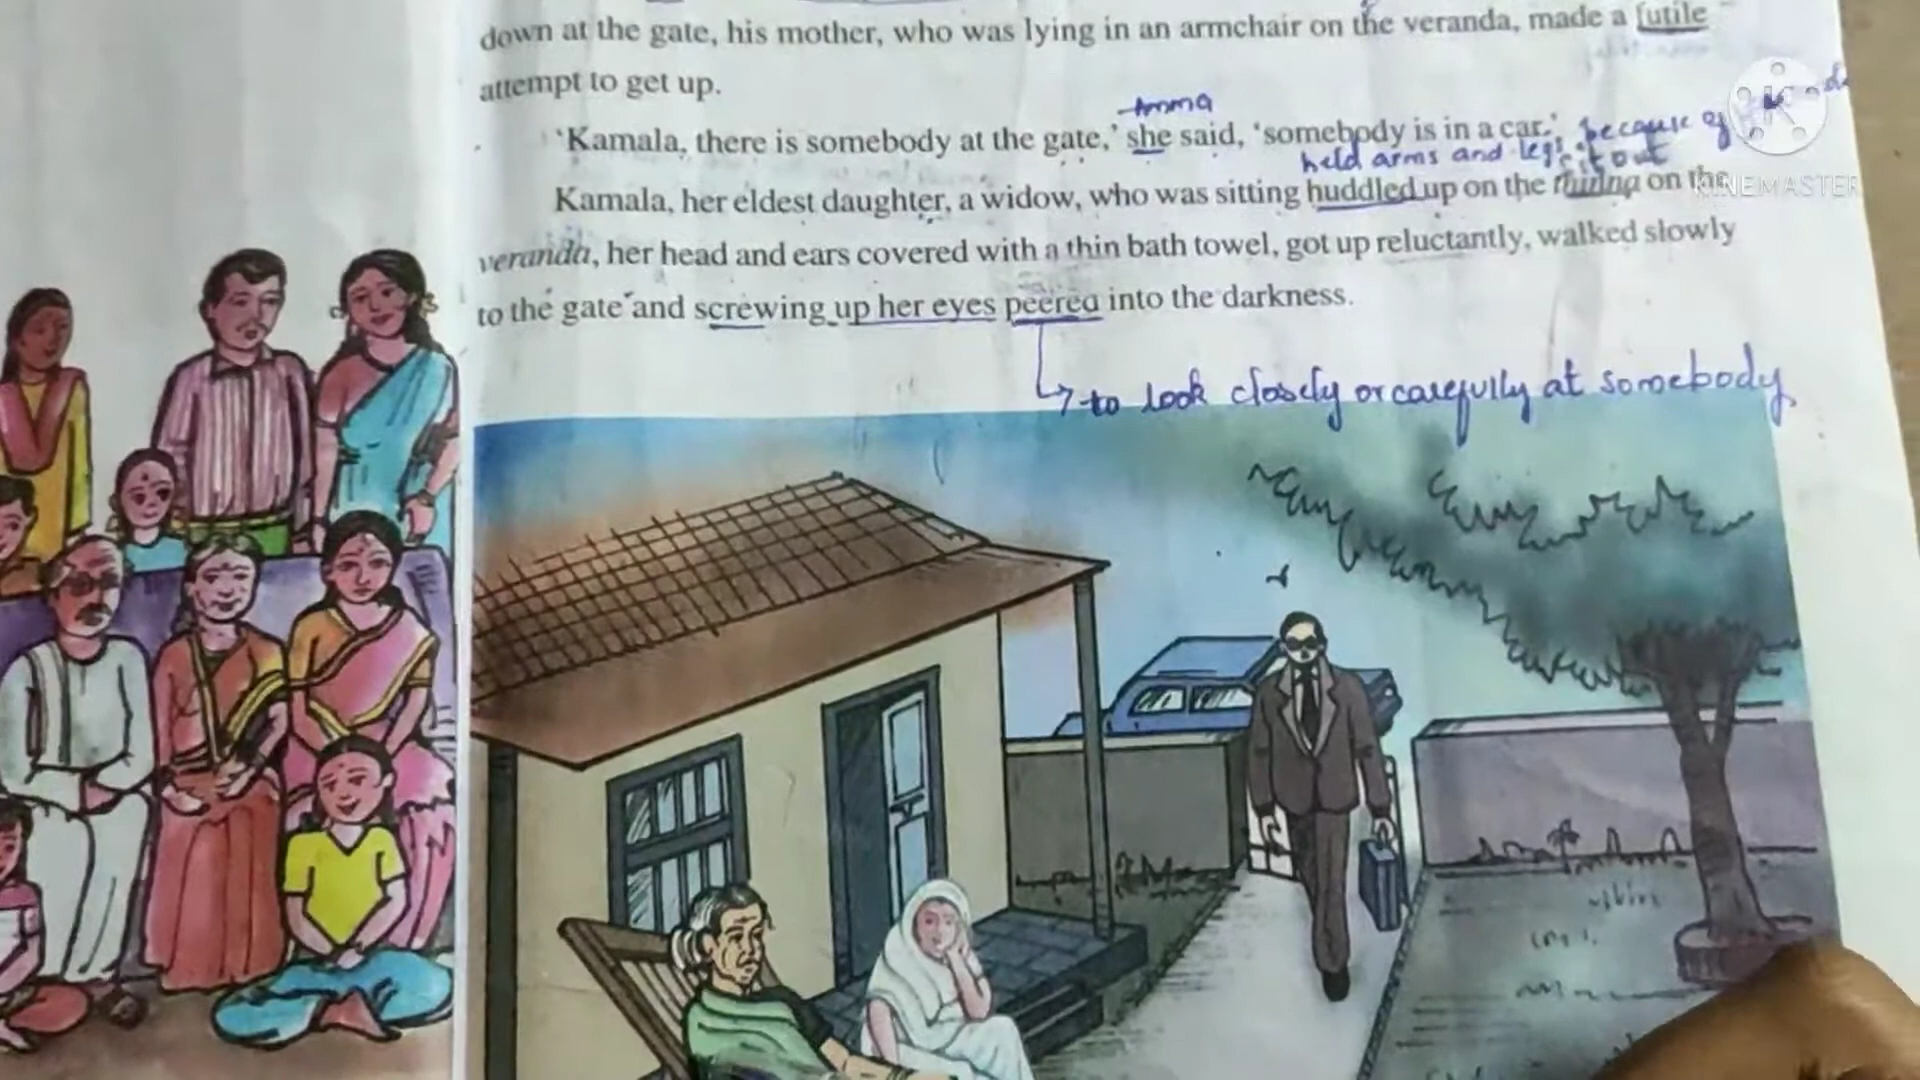 down at the gate, his mother, who was lying in an armchair on the veranda, made a futile
attempt to get up.
Amma
'Kamala, there is somebody at the gate,' she said, 'somebody is in a car.' because of
held arms and legs out
Kamala, her eldest daughter, a widow, who was sitting huddled up on the on the
veranda, her head and ears covered with a thin bath towel, got up reluctantly, walked slowly
to the gate and screwing up her eyes peered into the darkness.
to look closely or carefully at somebody
KINEMASTER